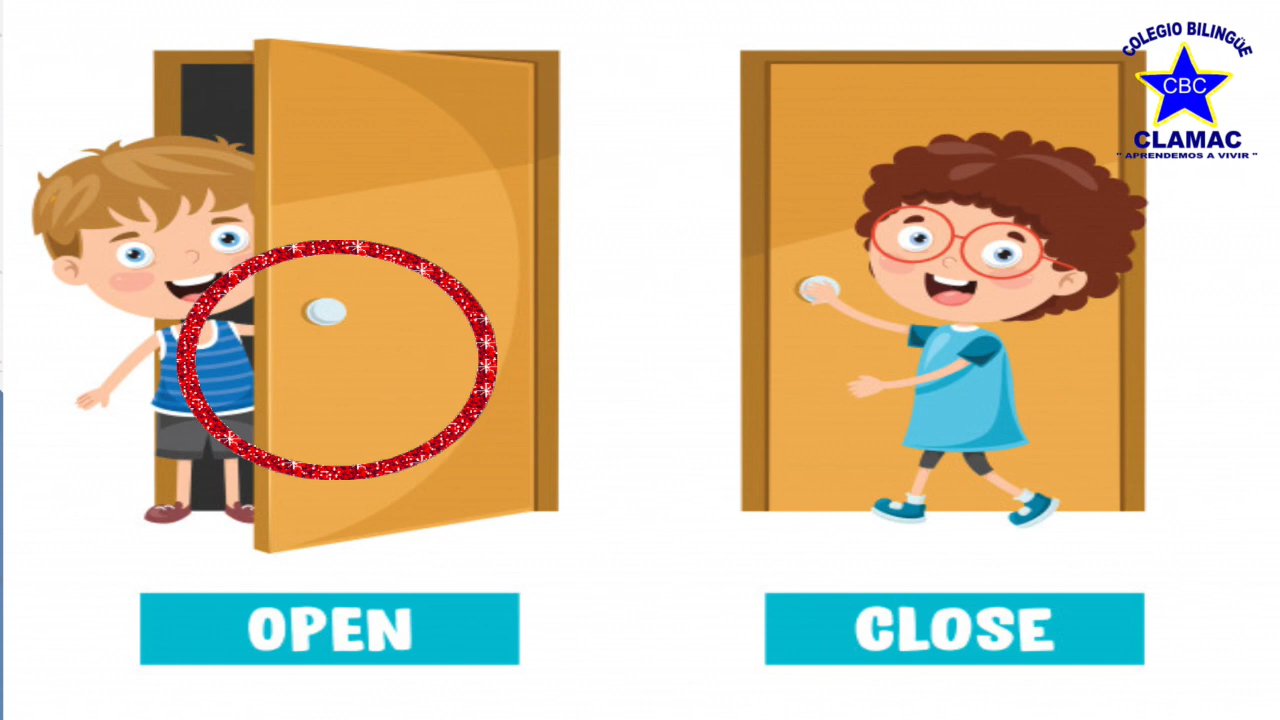 COLEGIO BILINGÜE
CBC
CLAMAC
" APRENDEMOS A VIVIR "
OPEN
CLOSE